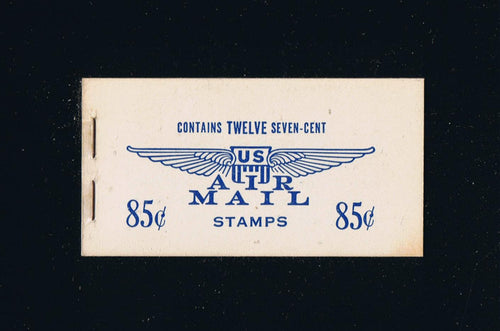 CONTAINS TWELVE SEVEN-CENT
US
AIR
MAIL
85¢ STAMPS 85¢